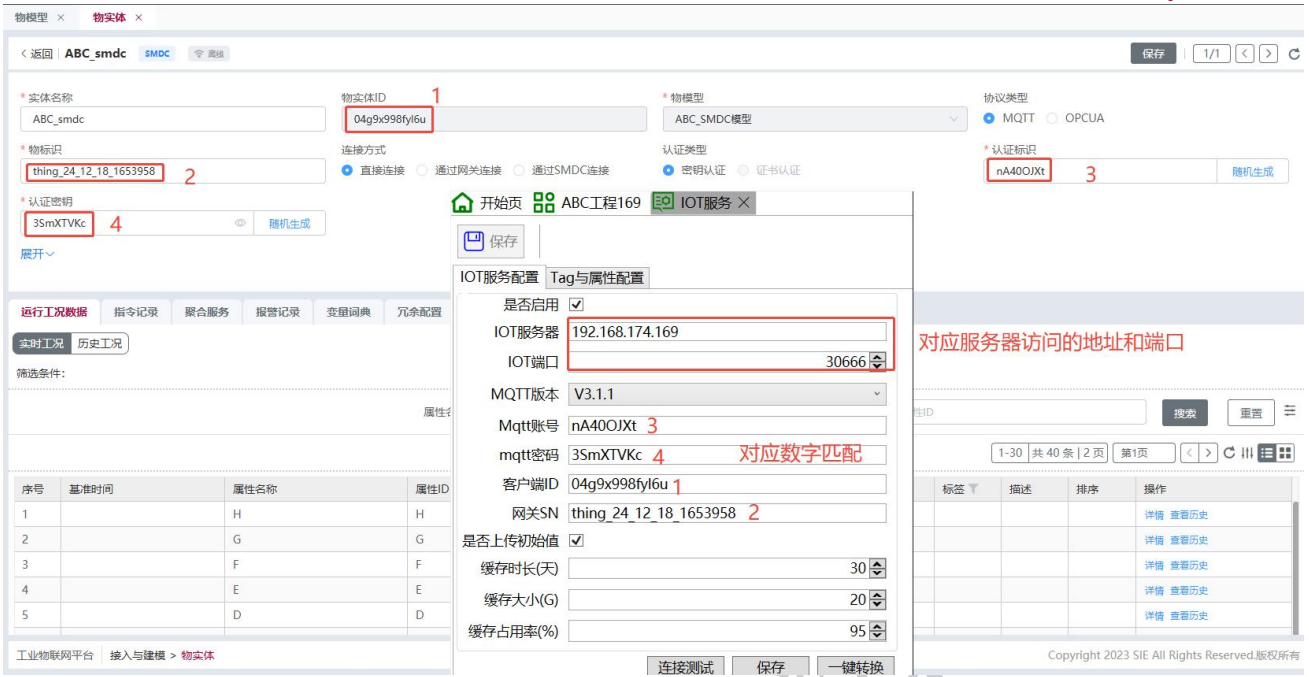 物模型 × 物实体 ×
< 返回 ABC_smdc SMDC 离线 保存 1/1 < >
* 实体名称 物实体ID 1 * 物模型 协议类型
ABC_smdc 04g9x998fyl6u ABC_SMDC模型 MQTT OPCUA
* 物标识 连接方式 认证类型 * 认证标识
thing_24_12_18_1653958 2 直接连接 通过网关连接 通过SMDC连接 密钥认证 证书认证 nA40OJXt 3 随机生成
* 认证密钥
3SmXTVKc 4 随机生成
展开
开始页 ABC工程169 IOT服务 ×
保存
IOT服务配置 Tag与属性配置
是否启用
IOT服务器 192.168.174.169
IOT端口 30666
对应服务器访问的地址和端口
MQTT版本 V3.1.1
Mqtt账号 nA40OJXt 3
mqtt密码 3SmXTVKc 4 对应数字匹配
客户端ID 04g9x998fyl6u 1
网关SN thing_24_12_18_1653958 2
是否上传初始值
缓存时长(天) 30
缓存大小(G) 20
缓存占用率(%) 95
连接测试 保存 一键转换
运行工况数据 指令记录 聚合服务 报警记录 变量词典 冗余配置
实时工况 历史工况
筛选条件:
属性名 性ID 搜索 重置
1-30 共 40 条 | 2 页 第1页 < >
序号 基准时间 属性名称 属性ID 标签 描述 排序 操作
1 H H 详情 查看历史
2 G G 详情 查看历史
3 F F 详情 查看历史
4 E E 详情 查看历史
5 D D 详情 查看历史
工业物联网平台 接入与建模 > 物实体 Copyright 2023 SIE All Rights Reserved.版权所有